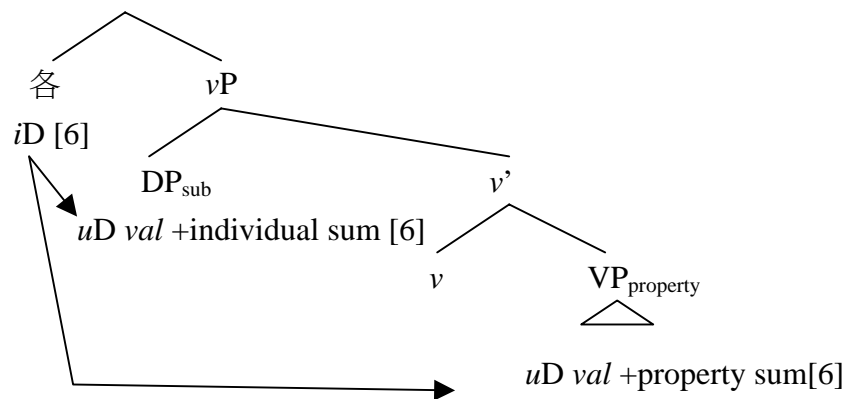 各 vP
iD [6]
DPsub v’
uD val +individual sum [6]
v VPproperty
uD val +property sum[6]